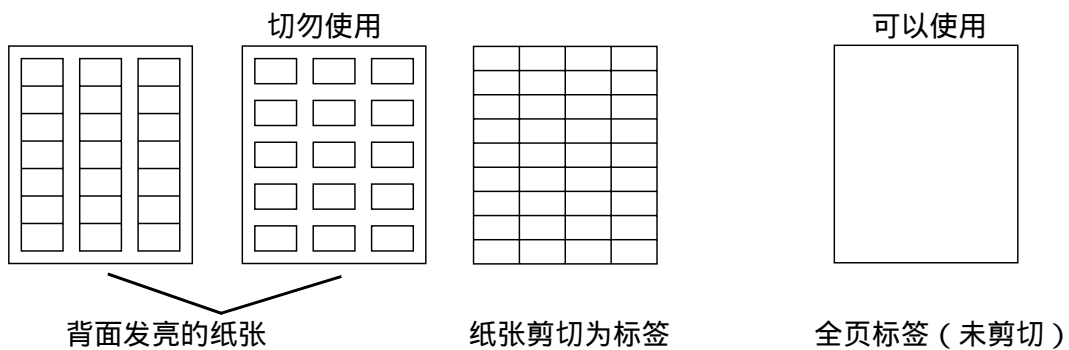 切勿使用
可以使用
背面发亮的纸张
纸张剪切为标签
全页标签（未剪切）